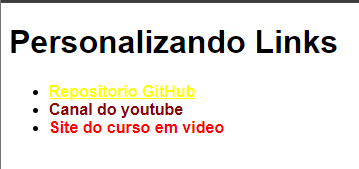 Personalizando Links
Repositorio GitHub
Canal do youtube
Site do curso em video